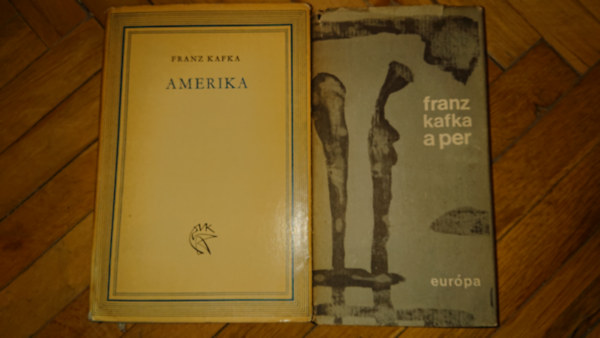 FRANZ KAFKA
AMERIKA
franz
kafka
a per
európa